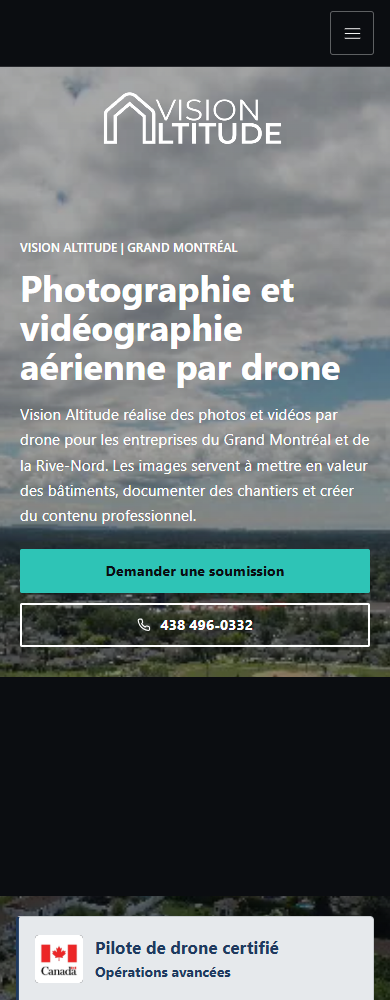 VISION
ALTITUDE
VISION ALTITUDE | GRAND MONTRÉAL
Photographie et
vidéographie
aérienne par drone
Vision Altitude réalise des photos et vidéos par
drone pour les entreprises du Grand Montréal et de
la Rive-Nord. Les images servent à mettre en valeur
des bâtiments, documenter des chantiers et créer
du contenu professionnel.
Demander une soumission
438 496-0332
Pilote de drone certifié
Canada
Opérations avancées